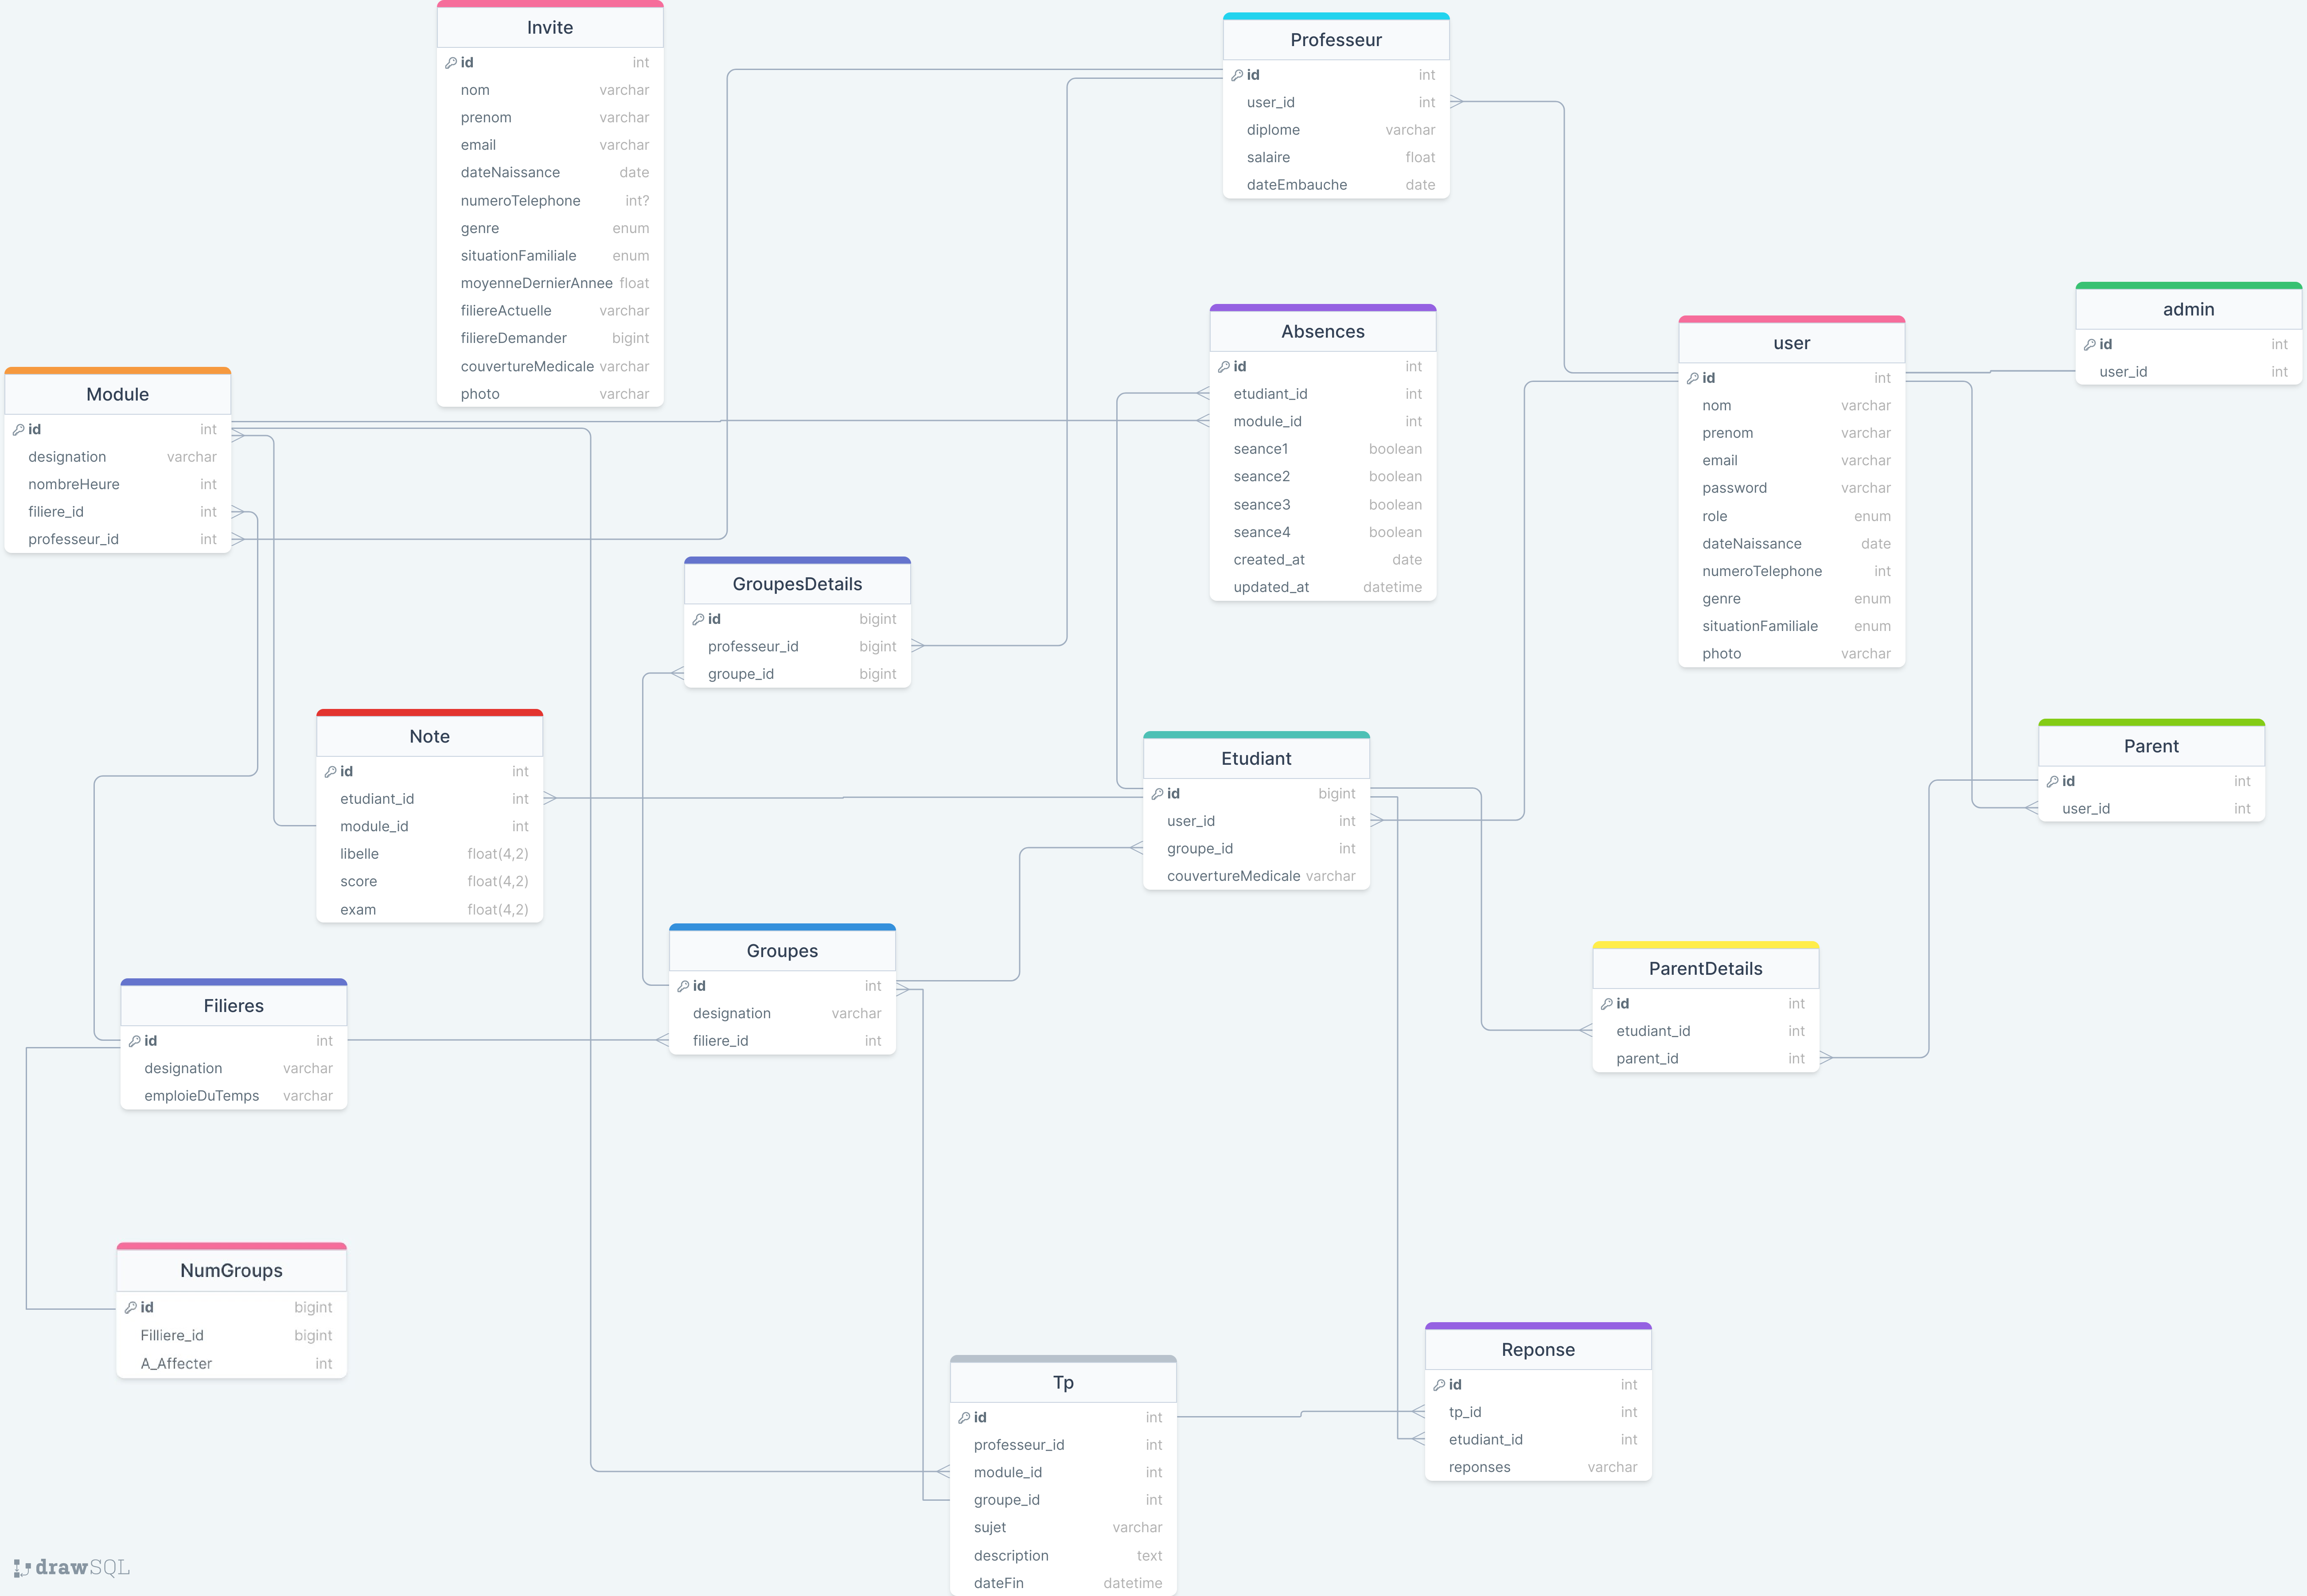 Invite
id int
nom varchar
prenom varchar
email varchar
dateNaissance date
numeroTelephone int?
genre enum
situationFamiliale enum
moyenneDernierAnnee float
filiereActuelle varchar
filiereDemander bigint
couvertureMedicale varchar
photo varchar
Professeur
id int
user_id int
diplome varchar
salaire float
dateEmbauche date
admin
id int
user_id int
Absences
id int
etudiant_id int
module_id int
seance1 boolean
seance2 boolean
seance3 boolean
seance4 boolean
created_at date
updated_at datetime
user
id int
nom varchar
prenom varchar
email varchar
password varchar
role enum
dateNaissance date
numeroTelephone int
genre enum
situationFamiliale enum
photo varchar
Module
id int
designation varchar
nombreHeure int
filiere_id int
professeur_id int
GroupesDetails
id bigint
professeur_id bigint
groupe_id bigint
Note
id int
etudiant_id int
module_id int
libelle float(4,2)
score float(4,2)
exam float(4,2)
Etudiant
id bigint
user_id int
groupe_id int
couvertureMedicale varchar
Parent
id int
user_id int
Groupes
id int
designation varchar
filiere_id int
ParentDetails
id int
etudiant_id int
parent_id int
Filieres
id int
designation varchar
emploieDuTemps varchar
NumGroups
id bigint
Filliere_id bigint
A_Affecter int
Reponse
id int
tp_id int
etudiant_id int
reponses varchar
Tp
id int
professeur_id int
module_id int
groupe_id int
sujet varchar
description text
dateFin datetime
drawSQL